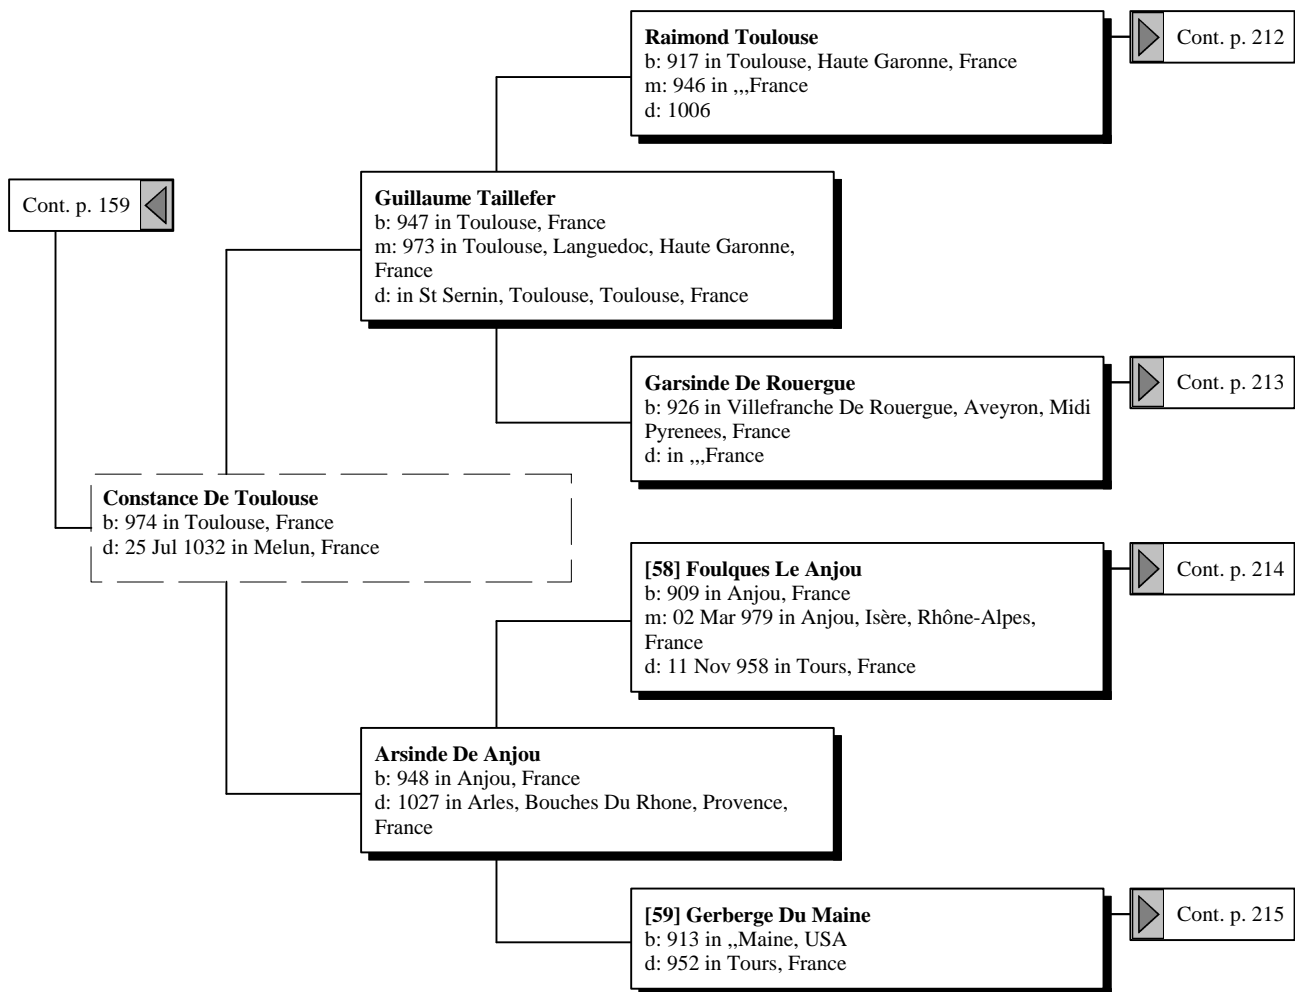 Raimond Toulouse
b: 917 in Toulouse, Haute Garonne, France
m: 946 in ,,,France
d: 1006
Cont. p. 212
Cont. p. 159
Guillaume Taillefer
b: 947 in Toulouse, France
m: 973 in Toulouse, Languedoc, Haute Garonne,
France
d: in St Sernin, Toulouse, Toulouse, France
Garsinde De Rouergue
b: 926 in Villefranche De Rouergue, Aveyron, Midi
Pyrenees, France
d: in ,,,France
Cont. p. 213
Constance De Toulouse
b: 974 in Toulouse, France
d: 25 Jul 1032 in Melun, France
[58] Foulques Le Anjou
b: 909 in Anjou, France
m: 02 Mar 979 in Anjou, Isère, Rhône-Alpes,
France
d: 11 Nov 958 in Tours, France
Cont. p. 214
Arsinde De Anjou
b: 948 in Anjou, France
d: 1027 in Arles, Bouches Du Rhone, Provence,
France
[59] Gerberge Du Maine
b: 913 in ,,Maine, USA
d: 952 in Tours, France
Cont. p. 215